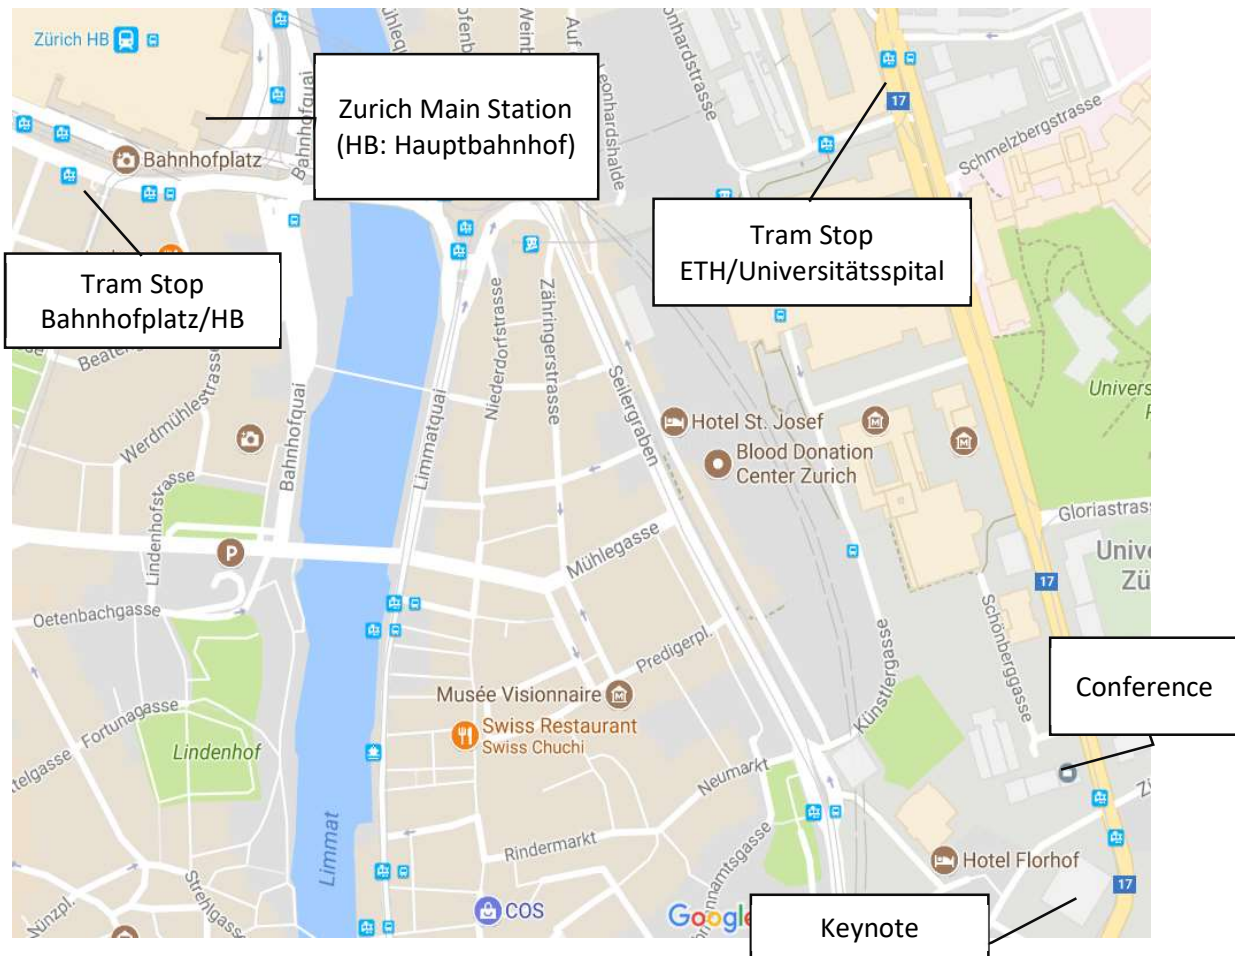 Zürich HB
Bahnhofquai
Zurich Main Station
(HB: Hauptbahnhof)
Auf
Leonhardshalde
17
Schmelzbergstrasse
Bahnhofplatz
Bahnhofquai
Tram Stop
ETH/Universitätsspital
Tram Stop
Bahnhofplatz/HB
Niederdorfstrasse
Zähringerstrasse
Werdmühlestrasse
Bahnhofquai
Limmatquai
Seilergraben
Hotel St. Josef
Blood Donation
Center Zurich
Lindenhofstrasse
P
Mühlegasse
17
Oetenbachgasse
Künstlergasse
Schönberggasse
Predigerpl.
Conference
Musée Visionnaire
Swiss Restaurant
Swiss Chuchi
Fortunagasse
Lindenhof
Neumarkt
Rindermarkt
Limmat
Strehlgasse
Hotel Florhof
17
COS
Google
Keynote